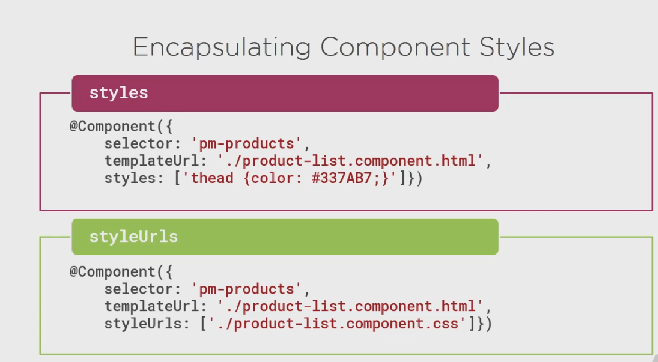 Encapsulating Component Styles
styles
@Component({
    selector: 'pm-products',
    templateUrl: './product-list.component.html',
    styles: ['thead {color: #337AB7;}']})
styleUrls
@Component({
    selector: 'pm-products',
    templateUrl: './product-list.component.html',
    styleUrls: ['./product-list.component.css']})